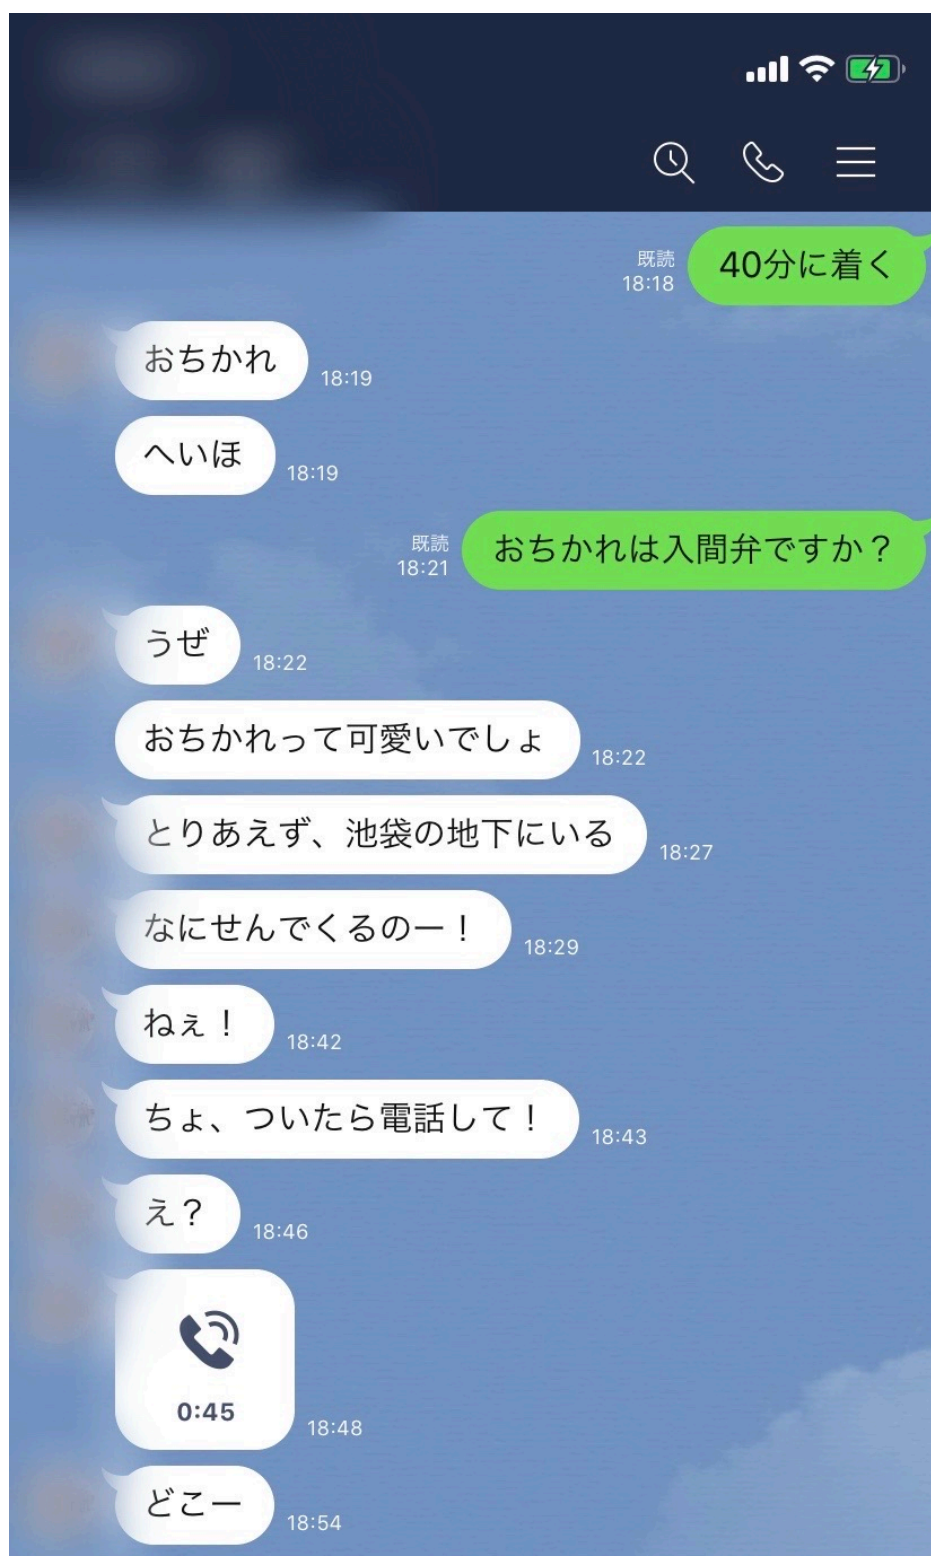 既読
18:18
40分に着く
おちかれ
18:19
へいほ
18:19
既読
18:21
おちかれは入間弁ですか？
うぜ
18:22
おちかれって可愛いでしょ
18:22
とりあえず、池袋の地下にいる
18:27
なにせんでくるのー！
18:29
ねぇ！
18:42
ちょ、ついたら電話して！
18:43
え？
18:46
0:45
18:48
どこー
18:54